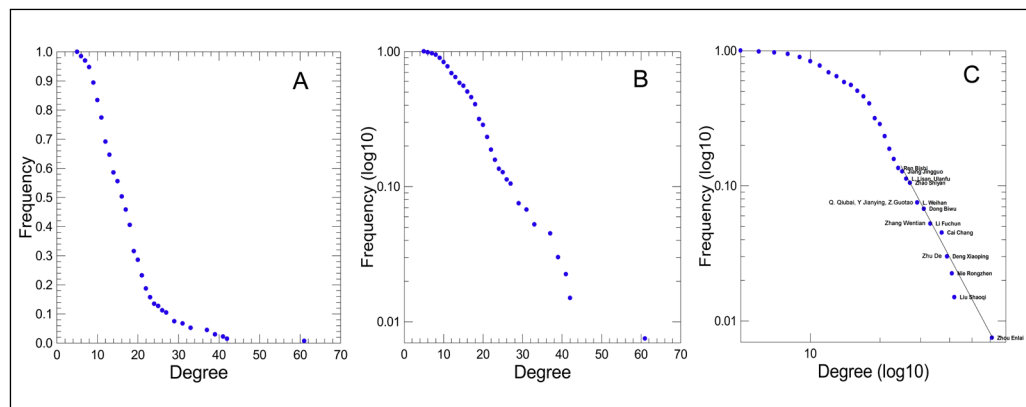 A
1.0
0.9
0.8
0.7
0.6
0.5
0.4
0.3
0.2
0.1
0.0
Frequency
0 10 20 30 40 50 60 70
Degree
B
1.00
0.10
0.01
Frequency (log10)
0 10 20 30 40 50 60 70
Degree
C
1.00
0.10
0.01
Frequency (log10)
Ren Bishi
Jiang Jingguo
L. Lisan, Ulanfu
Zhao Shiyan
Q. Qiubai, Y Jianying, Z.Guotao L. Weihan
Dong Biwu
Zhang Wentian Li Fuchun
Cai Chang
Zhu De Deng Xiaoping
Nie Rongzhen
Liu Shaoqi
Zhou Enlai
10
Degree (log10)